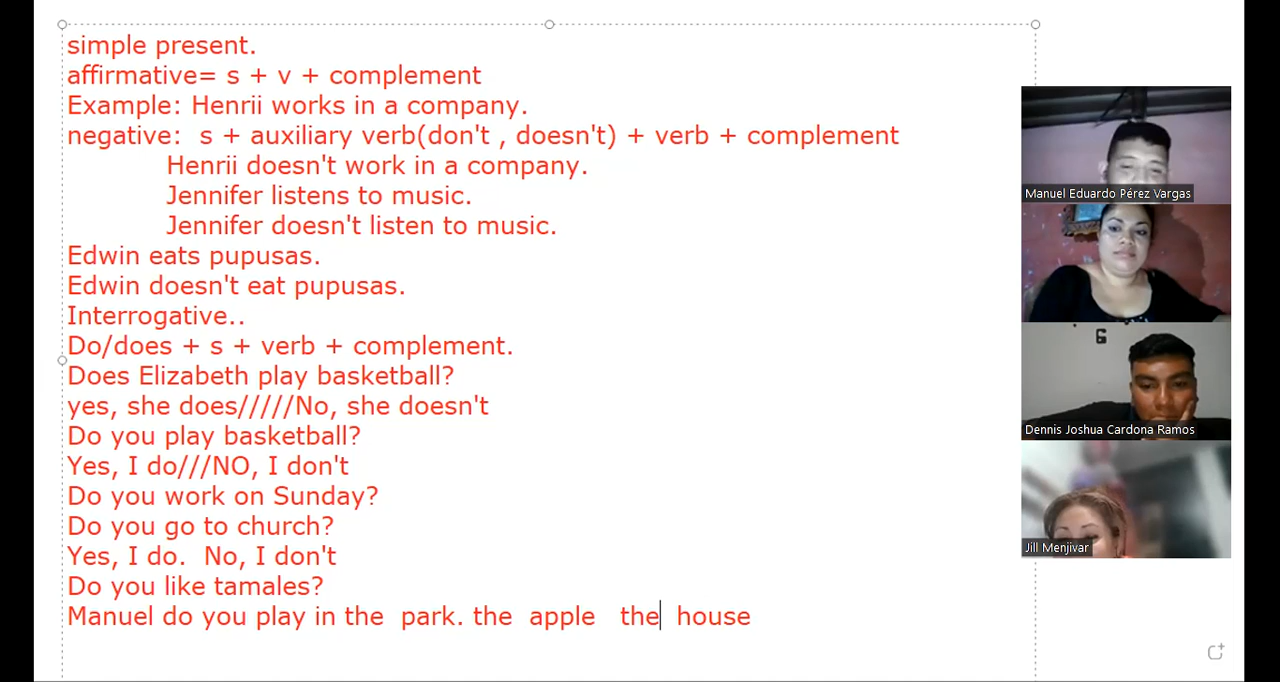 simple present.
affirmative= s + v + complement
Example: Henrii works in a company.
negative:  s + auxiliary verb(don't , doesn't) + verb + complement
Henrii doesn't work in a company.
Jennifer listens to music.
Jennifer doesn't listen to music.
Edwin eats pupusas.
Edwin doesn't eat pupusas.
Interrogative..
Do/does + s + verb + complement.
Does Elizabeth play basketball?
yes, she does/////No, she doesn't
Do you play basketball?
Yes, I do///NO, I don't
Do you work on Sunday?
Do you go to church?
Yes, I do.  No, I don't
Do you like tamales?
Manuel do you play in the  park. the  apple   the  house
Manuel Eduardo Pérez Vargas
6
Dennis Joshua Cardona Ramos
Jill Menjivar